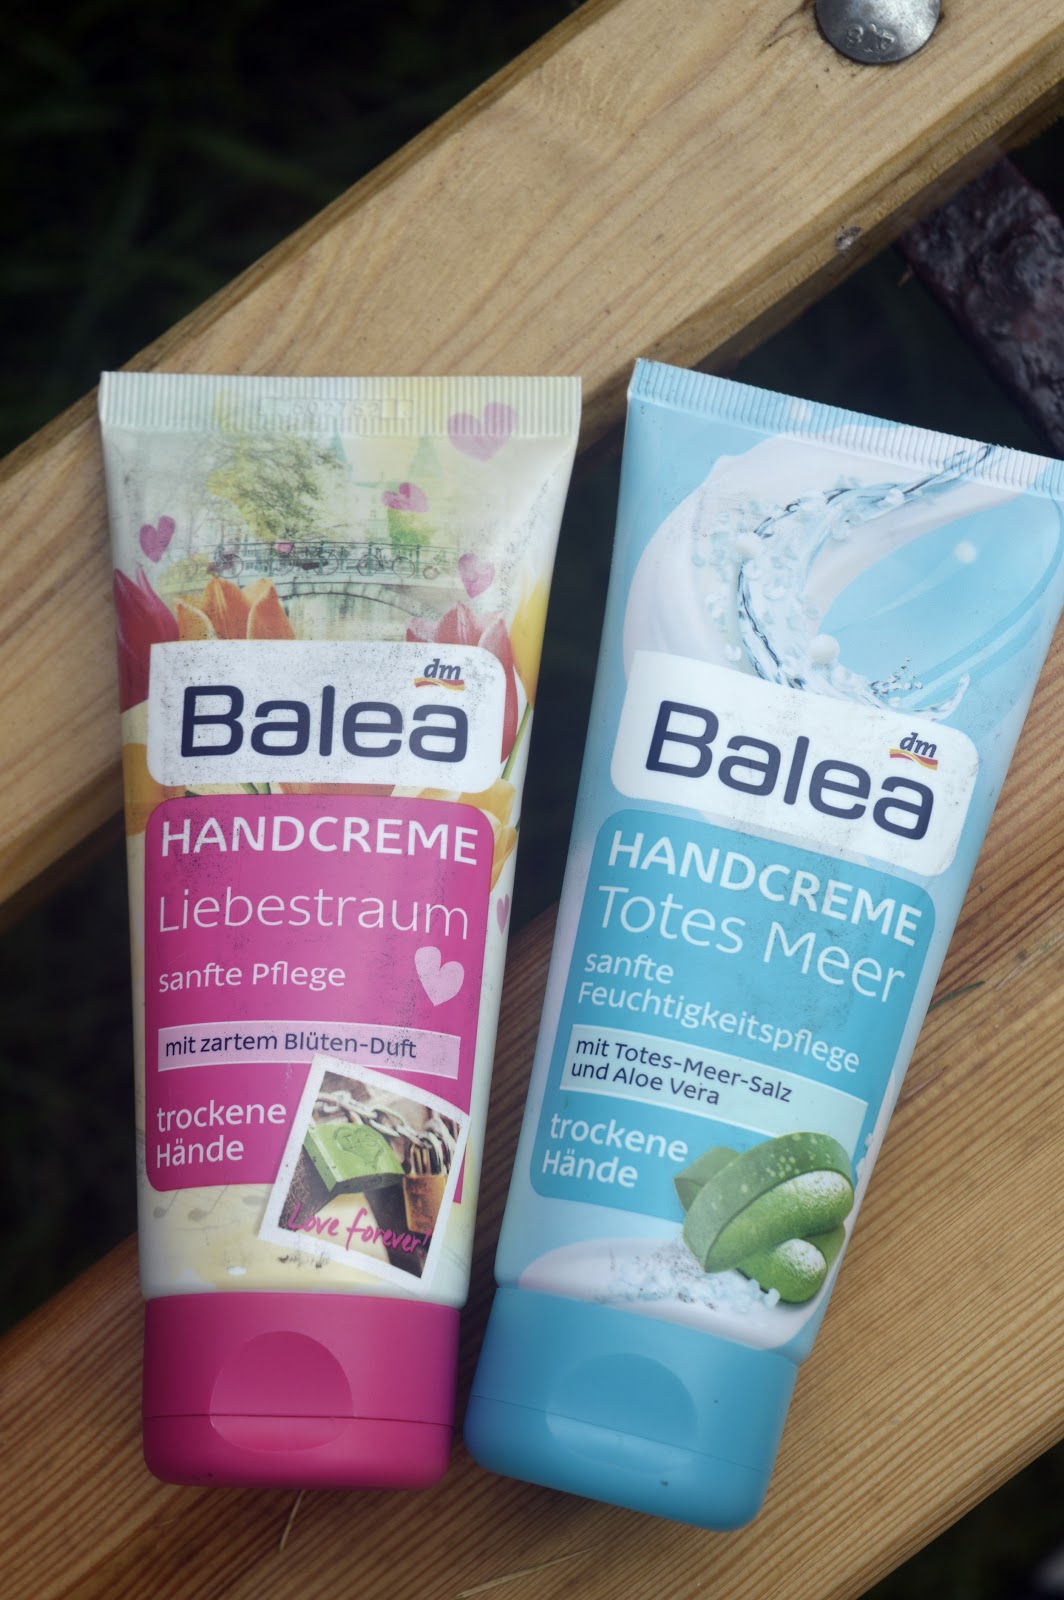 dm
Balea
HANDCREME
Liebestraum
sanfte Pflege
mit zartem Blüten-Duft
trockene
Hände
Love forever!
dm
Balea
HANDCREME
Totes Meer
sanfte
Feuchtigkeitspflege
mit Totes-Meer-Salz
und Aloe Vera
trockene
Hände